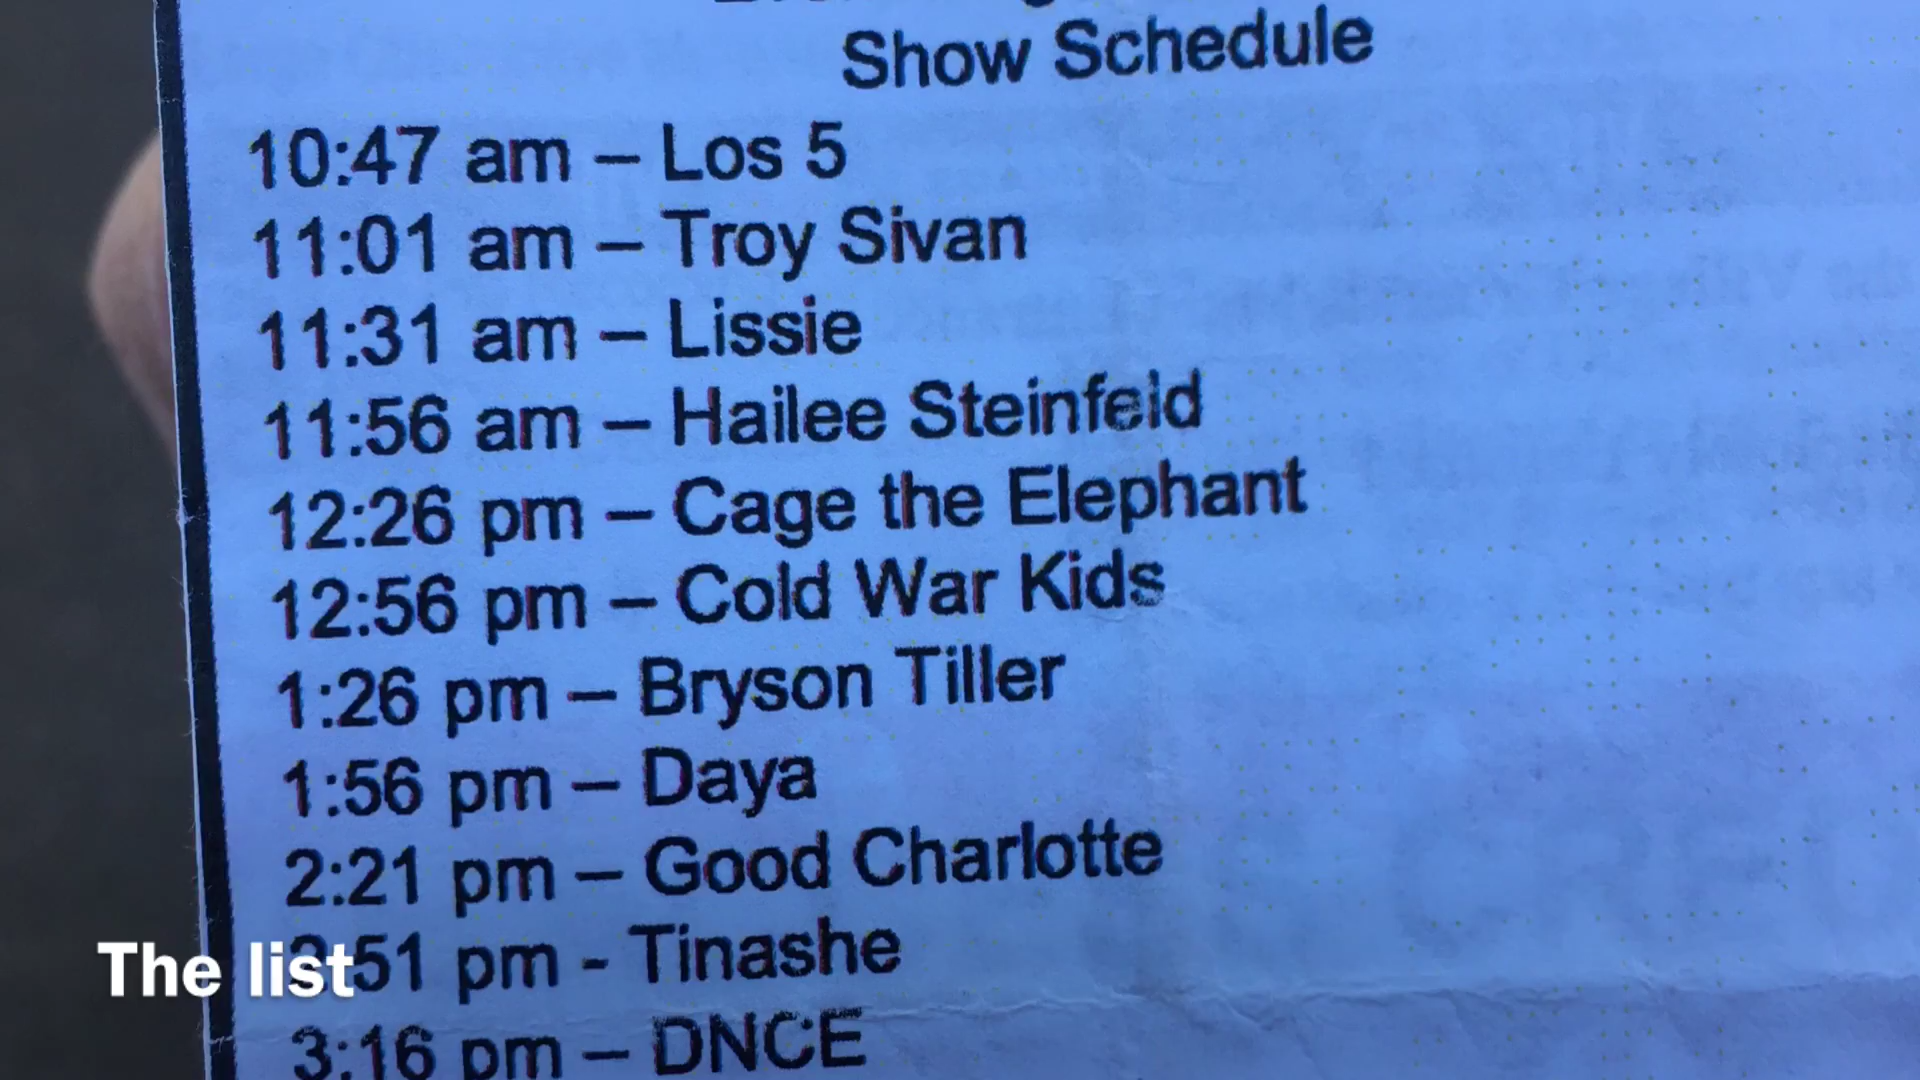 Show Schedule
10:47 am – Los 5
11:01 am – Troy Sivan
11:31 am – Lissie
11:56 am – Hailee Steinfeld
12:26 pm – Cage the Elephant
12:56 pm – Cold War Kids
1:26 pm – Bryson Tiller
1:56 pm – Daya
2:21 pm – Good Charlotte
2:51 pm - Tinashe
The list
3:16 pm – DNCE